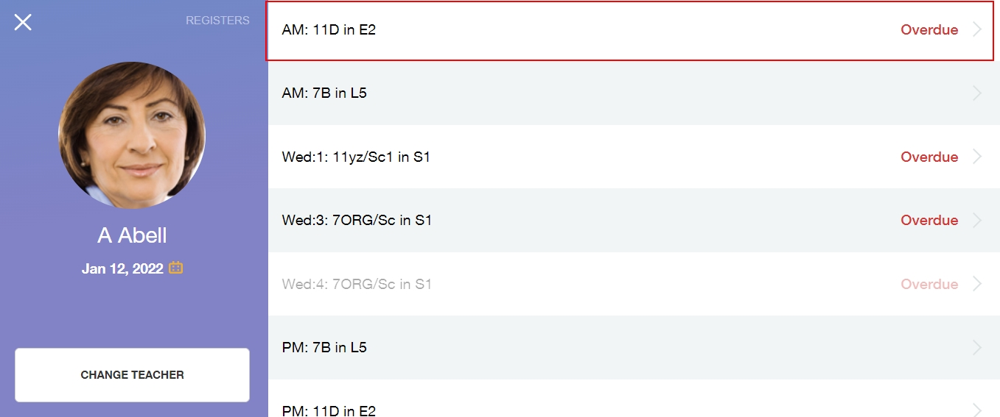 REGISTERS
A Abell
Jan 12, 2022
CHANGE TEACHER
AM: 11D in E2 Overdue
AM: 7B in L5
Wed:1: 11yz/Sc1 in S1 Overdue
Wed:3: 7ORG/Sc in S1 Overdue
Wed:4: 7ORG/Sc in S1 Overdue
PM: 7B in L5
PM: 11D in E2